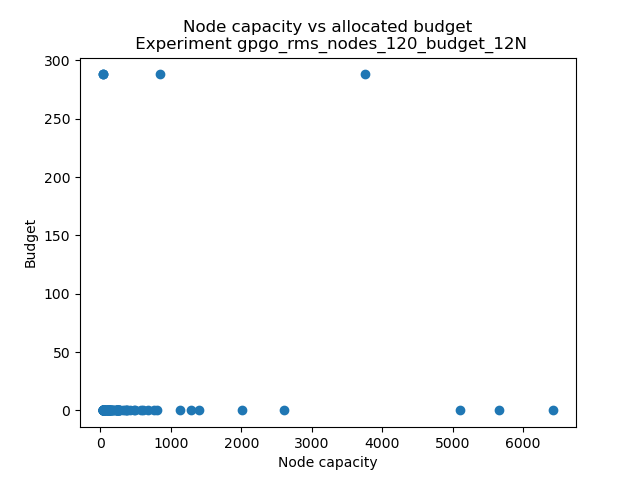 Node capacity vs allocated budget
Experiment gpgo_rms_nodes_120_budget_12N
300
250
200
150
100
50
0
Budget
0 1000 2000 3000 4000 5000 6000
Node capacity